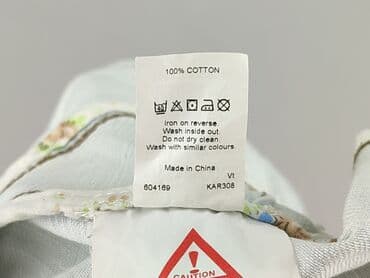 100% COTTON
Iron on reverse.
Wash inside out.
Do not dry clean.
Wash with similar colours.
Made in China
Vt
604169 KAR308
CAUTION